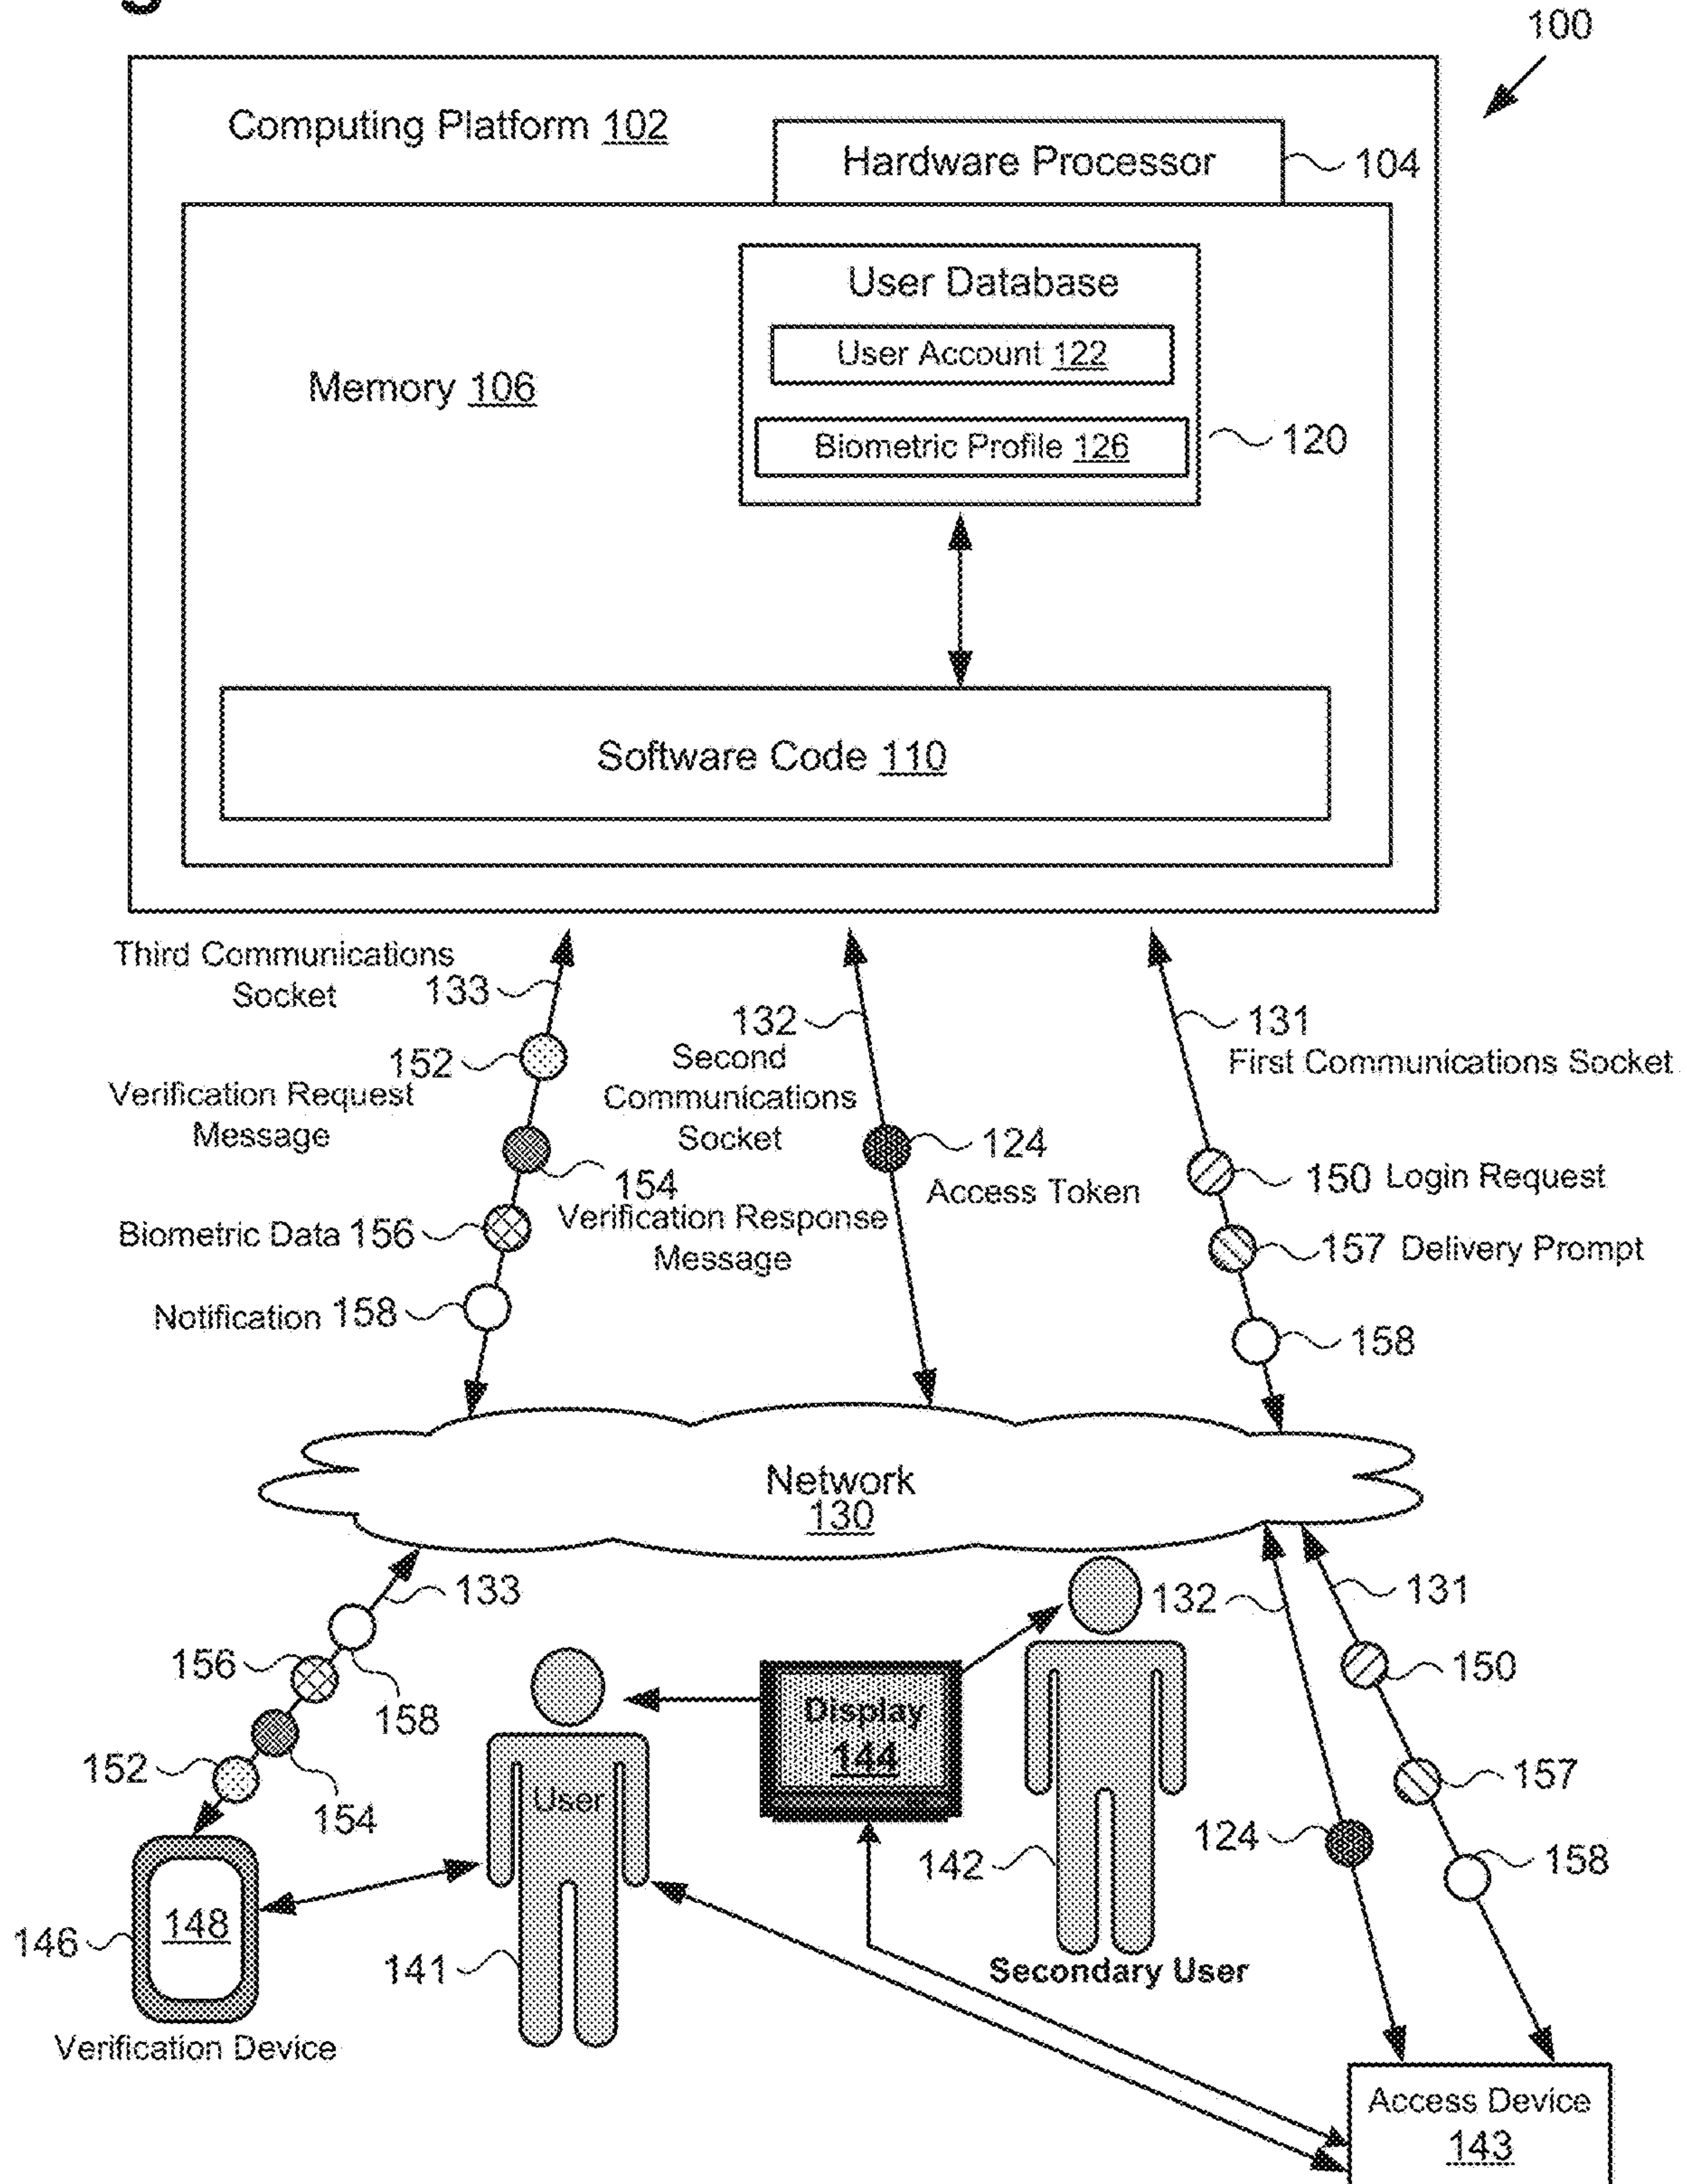 100
Computing Platform 102
Hardware Processor
104
User Database
User Account 122
Memory 106
Biometric Profile 126
120
Software Code 110
Third Communications
Socket
133
132
Second
Communications
Socket
131
First Communications Socket
152
Verification Request
Message
154
Verification Response
Message
124
Access Token
150 Login Request
Biometric Data 156
157 Delivery Prompt
Notification 158
158
Network
130
133
132
131
156
158
150
152
154
User
Display
144
157
124
142
158
148
146
141
Secondary User
Verification Device
Access Device
143